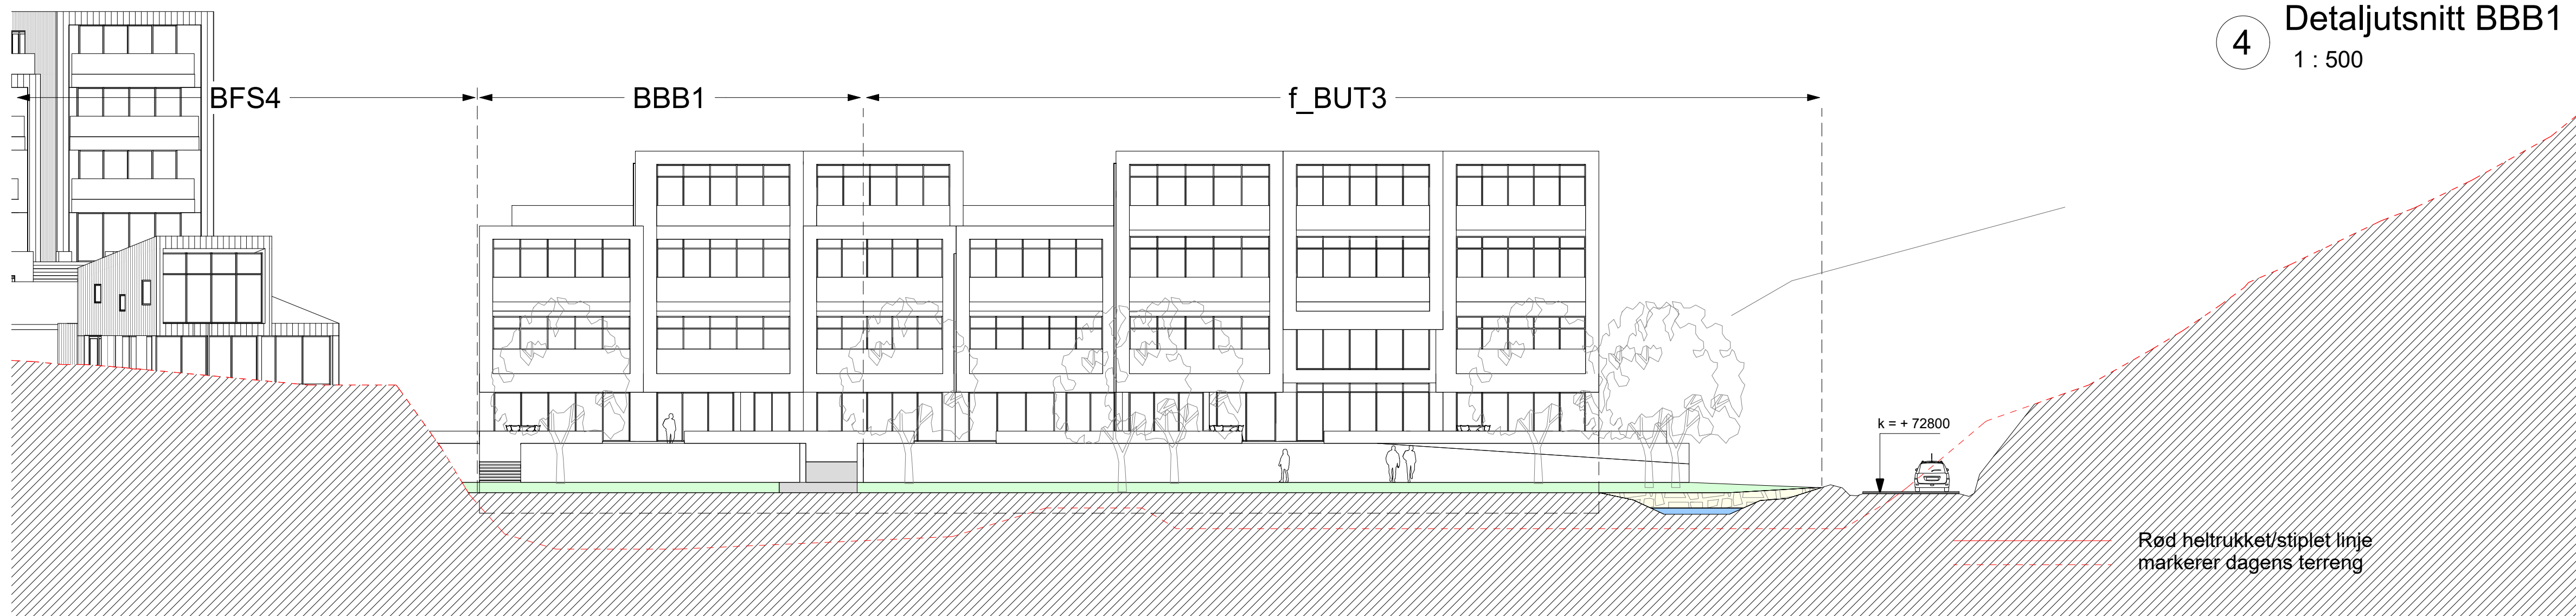 4
Detaljutsnitt BBB1
1 : 500
BFS4
BBB1
f_BUT3
k = + 72800
Rød heltrukket/stiplet linje
markerer dagens terreng